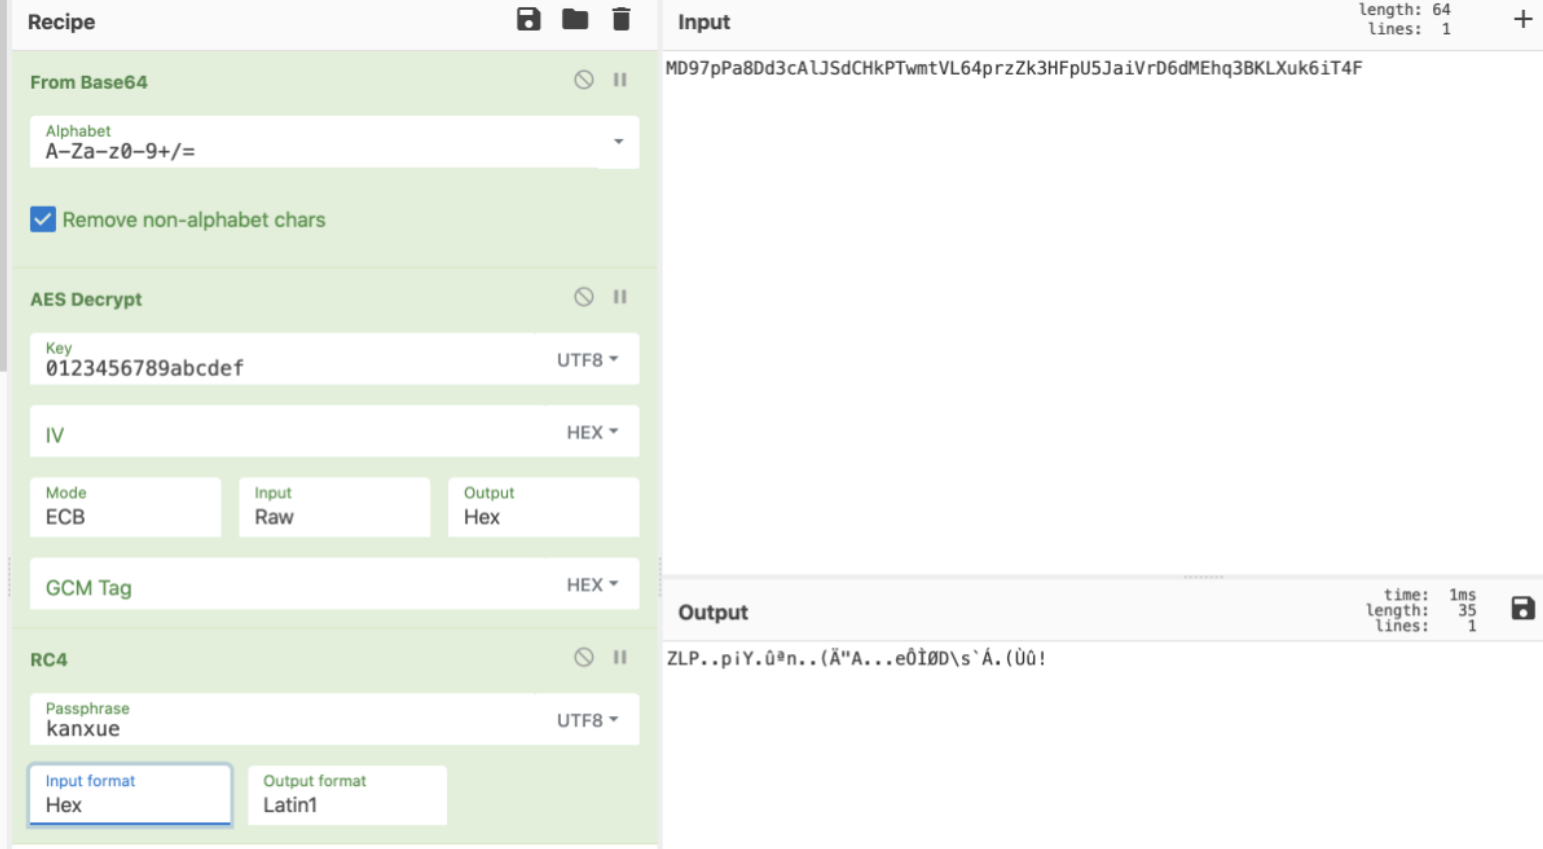 Recipe
From Base64
Alphabet
A-Za-z0-9+/=
Remove non-alphabet chars
AES Decrypt
Key
0123456789abcdef
UTF8
IV
HEX
Mode
ECB
Input
Raw
Output
Hex
GCM Tag
HEX
RC4
Passphrase
kanxue
UTF8
Input format
Hex
Output format
Latin1
Input
length: 64
lines: 1
MD97pPa8Dd3cAlJSdCHkPTwmtVL64przZk3HFpU5JaiVrD6dMEhq3BKLXuk6iT4F
Output
time: 1ms
length: 35
lines: 1
ZLP..piY.ûªn..(Ä"A...eÔÌØD\s`Á.(Ùû!